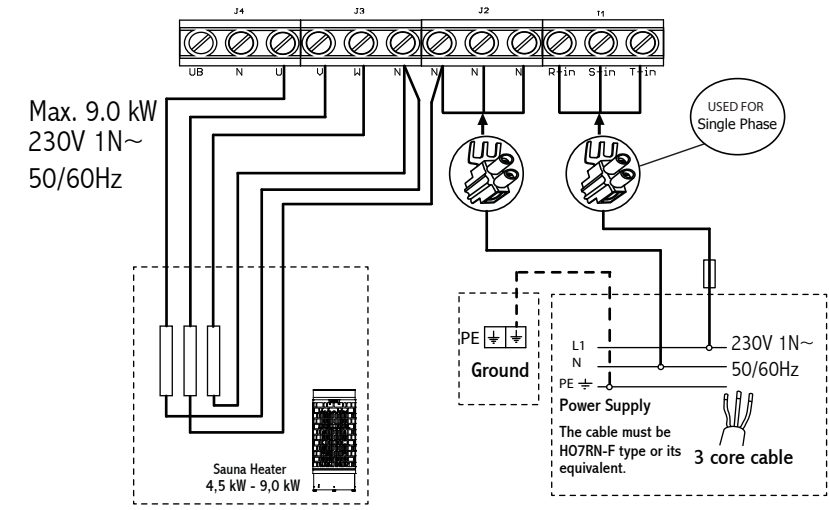 J4 J3 J2 J1
UB N U V W N N N N R-in S-in T-in
Max. 9.0 kW
230V 1N~
50/60Hz
USED FOR
Single Phase
PE
Ground
L1
N
PE
230V 1N~
50/60Hz
Power Supply
The cable must be
HO7RN-F type or its
equivalent.
3 core cable
Sauna Heater
4,5 kW - 9,0 kW